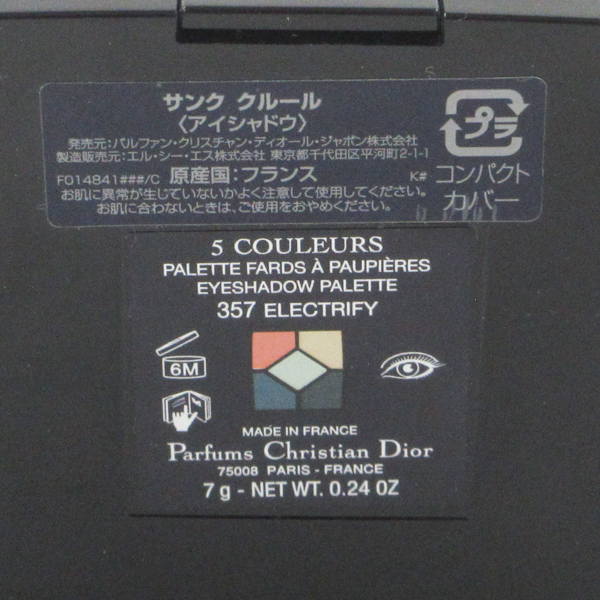 サンク クルール
〈アイシャドウ〉
発売元：パルファン・クリスチャン・ディオール・ジャポン株式会社
製造販売元：エル・シー・エス株式会社 東京都千代田区平河町2-1-1
F014841###/C 原産国：フランス K#
お肌に異常が生じていないかよく注意して使用してください。
お肌に合わないときは、ご使用をおやめください。
プラ
コンパクト
カバー
5 COULEURS
PALETTE FARDS À PAUPIÈRES
EYESHADOW PALETTE
357 ELECTRIFY
6M
MADE IN FRANCE
Parfums Christian Dior
75008 PARIS - FRANCE
7 g - NET WT. 0.24 OZ